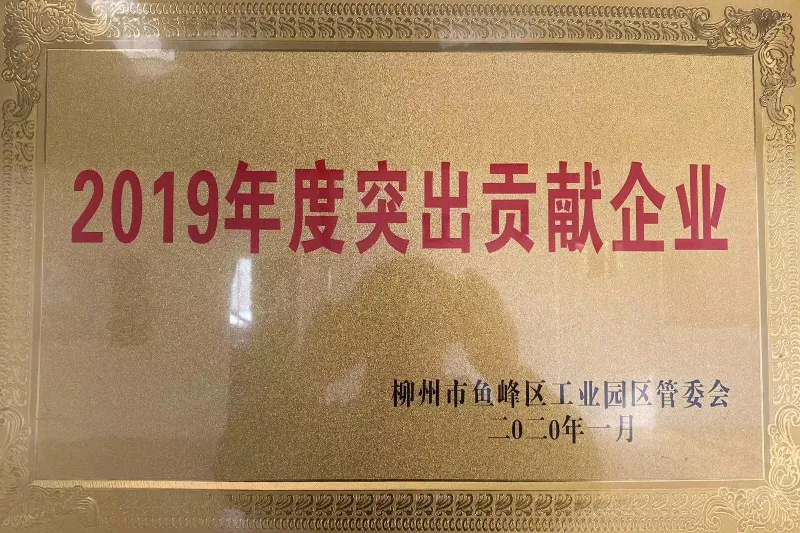 2019年度突出贡献企业
柳州市鱼峰区工业园区管委会
二〇二〇年一月